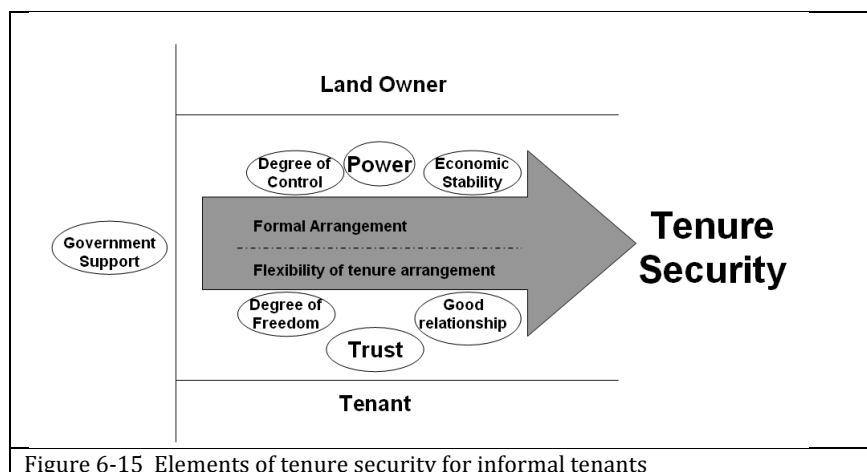 Land Owner
Degree of
Control
Power
Economic
Stability
Formal Arrangement
Flexibility of tenure arrangement
Government
Support
Tenure
Security
Degree of
Freedom
Good
relationship
Trust
Tenant
Figure 6-15 Elements of tenure security for informal tenants